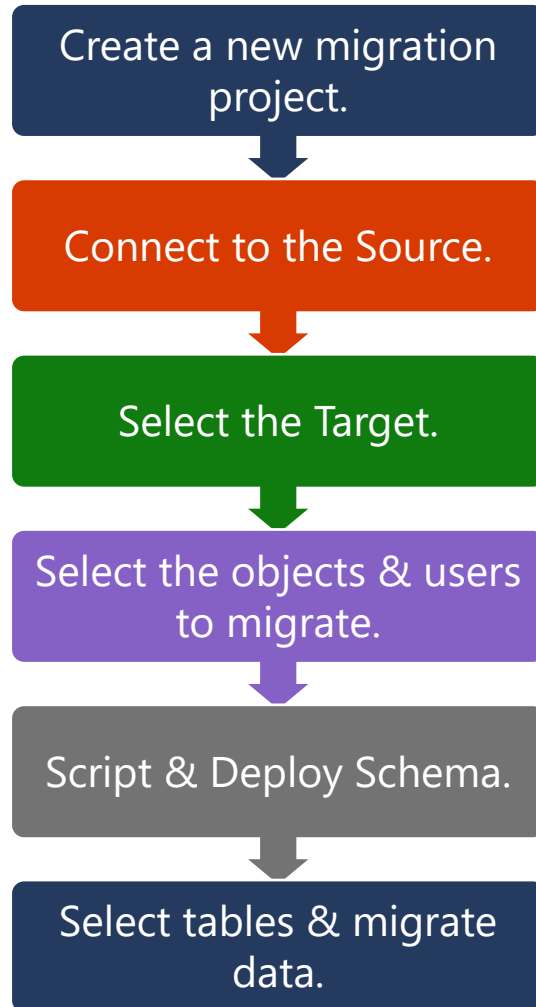 Create a new migration
project.
Connect to the Source.
Select the Target.
Select the objects & users
to migrate.
Script & Deploy Schema.
Select tables & migrate
data.